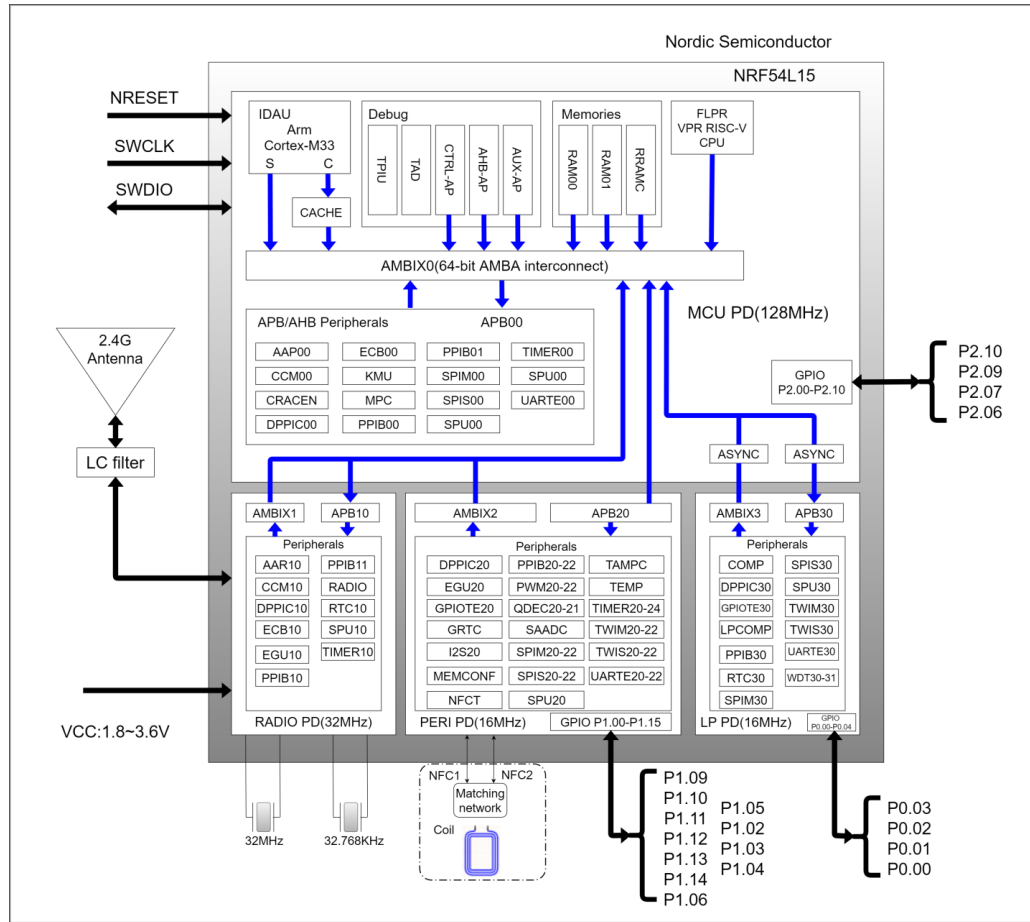 Nordic Semiconductor
NRF54L15
NRESET
SWCLK
SWDIO
IDAU
Arm
Cortex-M33
S C
CACHE
Debug
TPIU
TAD
CTRL-AP
AHB-AP
AUX-AP
Memories
RAM00
RAM01
RRAMC
FLPR
VPR RISC-V
CPU
AMBIX0(64-bit AMBA interconnect)
MCU PD(128MHz)
APB/AHB Peripherals APB00
AAP00 ECB00 PPIB01 TIMER00
CCM00 KMU SPIM00 SPU00
CRACEN MPC SPIS00 UARTE00
DPPIC00 PPIB00 SPU00
2.4G
Antenna
LC filter
GPIO
P2.00-P2.10
P2.10
P2.09
P2.07
P2.06
ASYNC ASYNC
AMBIX1 APB10
Peripherals
AAR10 PPIB11
CCM10 RADIO
DPPIC10 RTC10
ECB10 SPU10
EGU10 TIMER10
PPIB10
RADIO PD(32MHz)
AMBIX2 APB20
Peripherals
DPPIC20 PPIB20-22 TAMPC
EGU20 PWM20-22 TEMP
GPIOTE20 QDEC20-21 TIMER20-24
GRTC SAADC TWIM20-22
I2S20 SPIM20-22 TWIS20-22
MEMCONF SPIS20-22 UARTE20-22
NFCT SPU20
PERI PD(16MHz) GPIO P1.00-P1.15
AMBIX3 APB30
Peripherals
COMP SPIS30
DPPIC30 SPU30
GPIOTE30 TWIM30
LPCOMP TWIS30
PPIB30 UARTE30
RTC30 WDT30-31
SPIM30
LP PD(16MHz)
GPIO
P0.00-P0.04
VCC:1.8~3.6V
32MHz
32.768KHz
NFC1 NFC2
Matching
network
Coil
P1.09
P1.10
P1.11
P1.12
P1.13
P1.14
P1.06
P1.05
P1.02
P1.03
P1.04
P0.03
P0.02
P0.01
P0.00